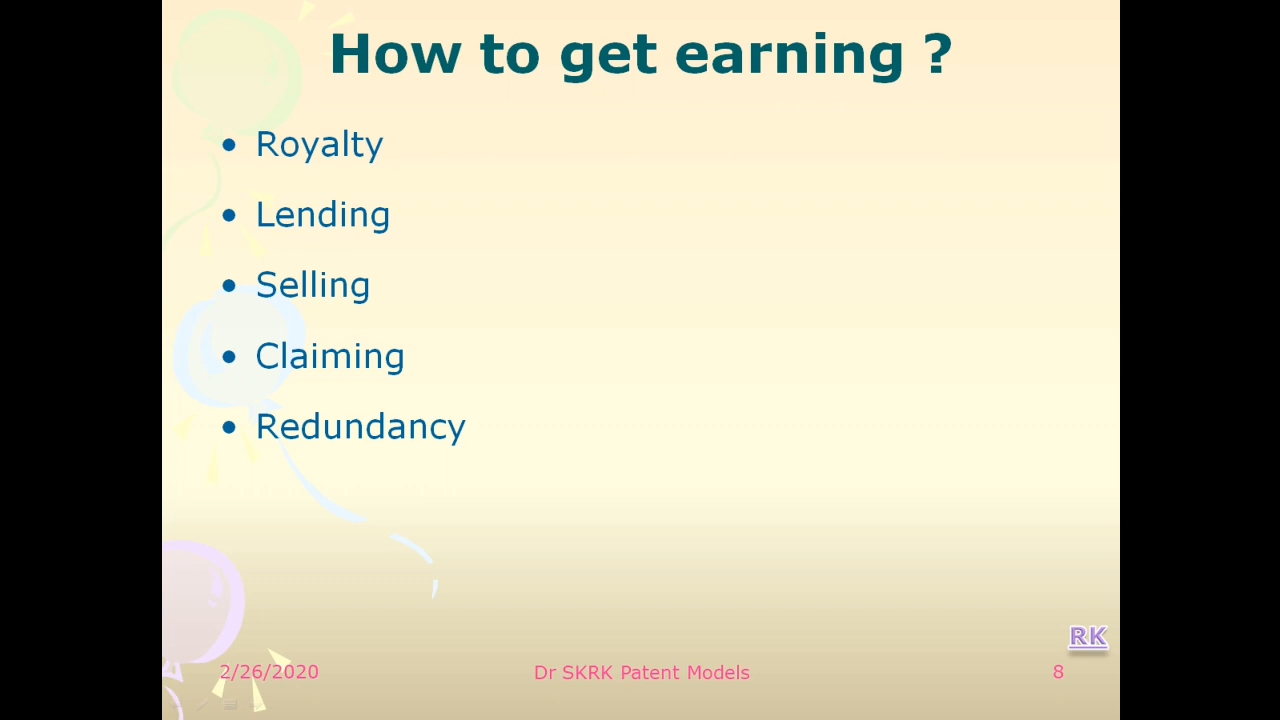 How to get earning ?
• Royalty
• Lending
• Selling
• Claiming
• Redundancy
RK
2/26/2020 Dr SKRK Patent Models 8